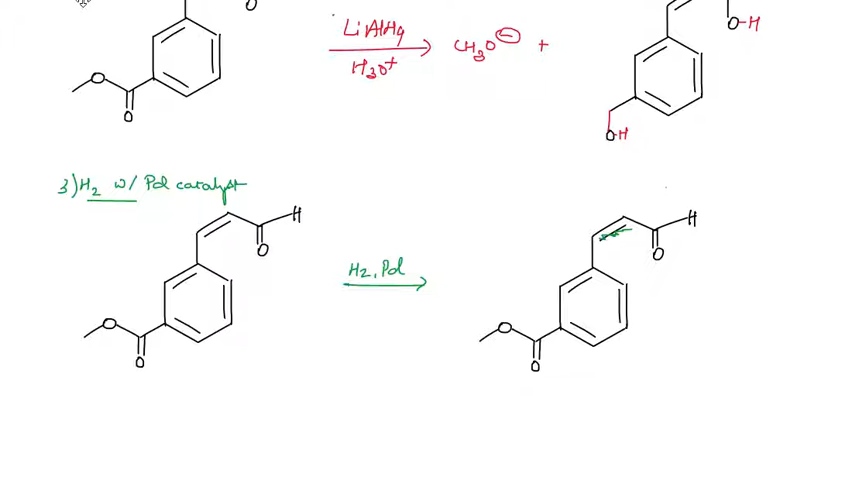 O
LiAlH4
O-H
CH3O⊖ +
H3O+
O
O
OH
3) H2 w/ Pd catalyst
H
H
O
O
H2, Pd
O
O
O
O